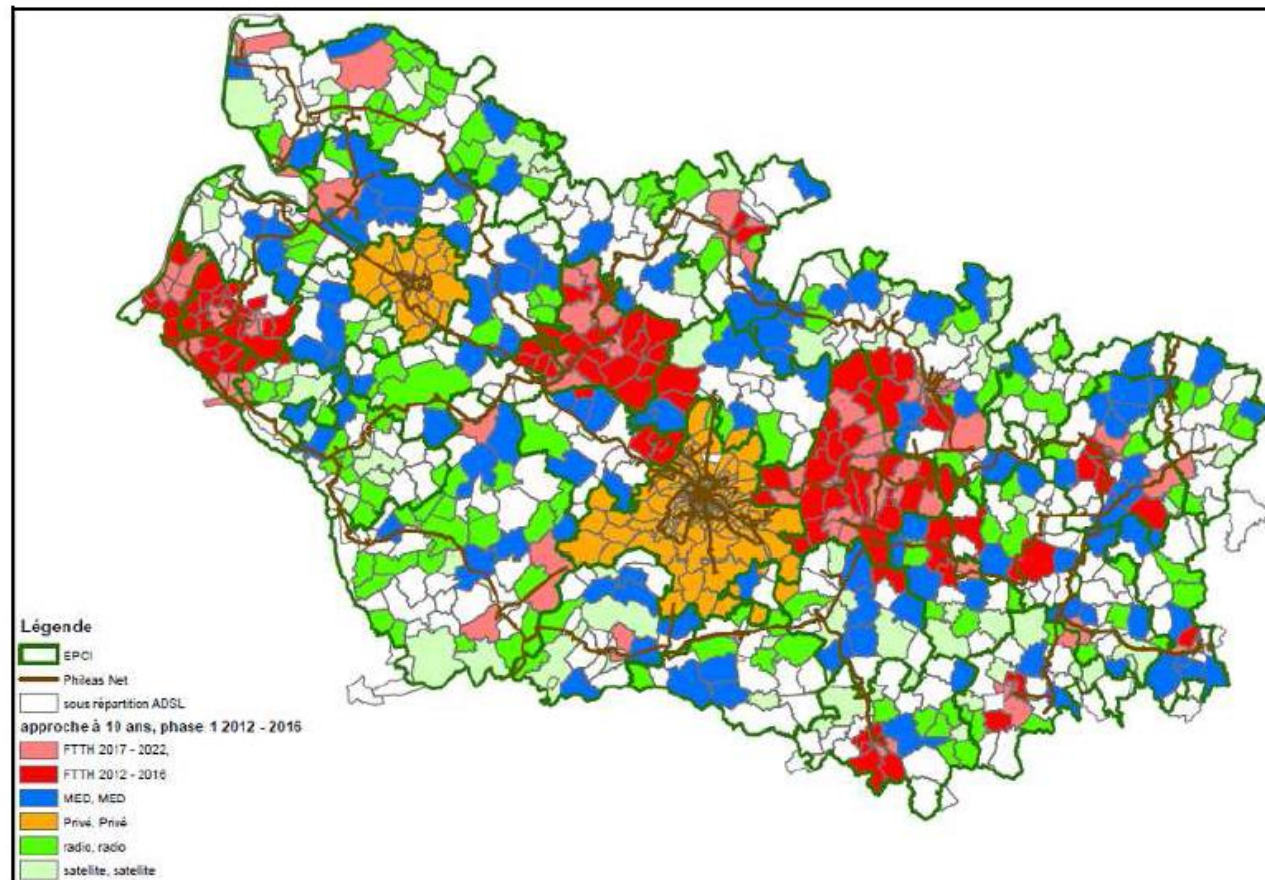 Légende
EPCI
Phileas Net
sous répartition ADSL
approche à 10 ans, phase 1 2012 - 2016
FTTH 2017 - 2022,
FTTH 2012 - 2016
MED, MED
Privé, Privé
radio, radio
satellite, satellite